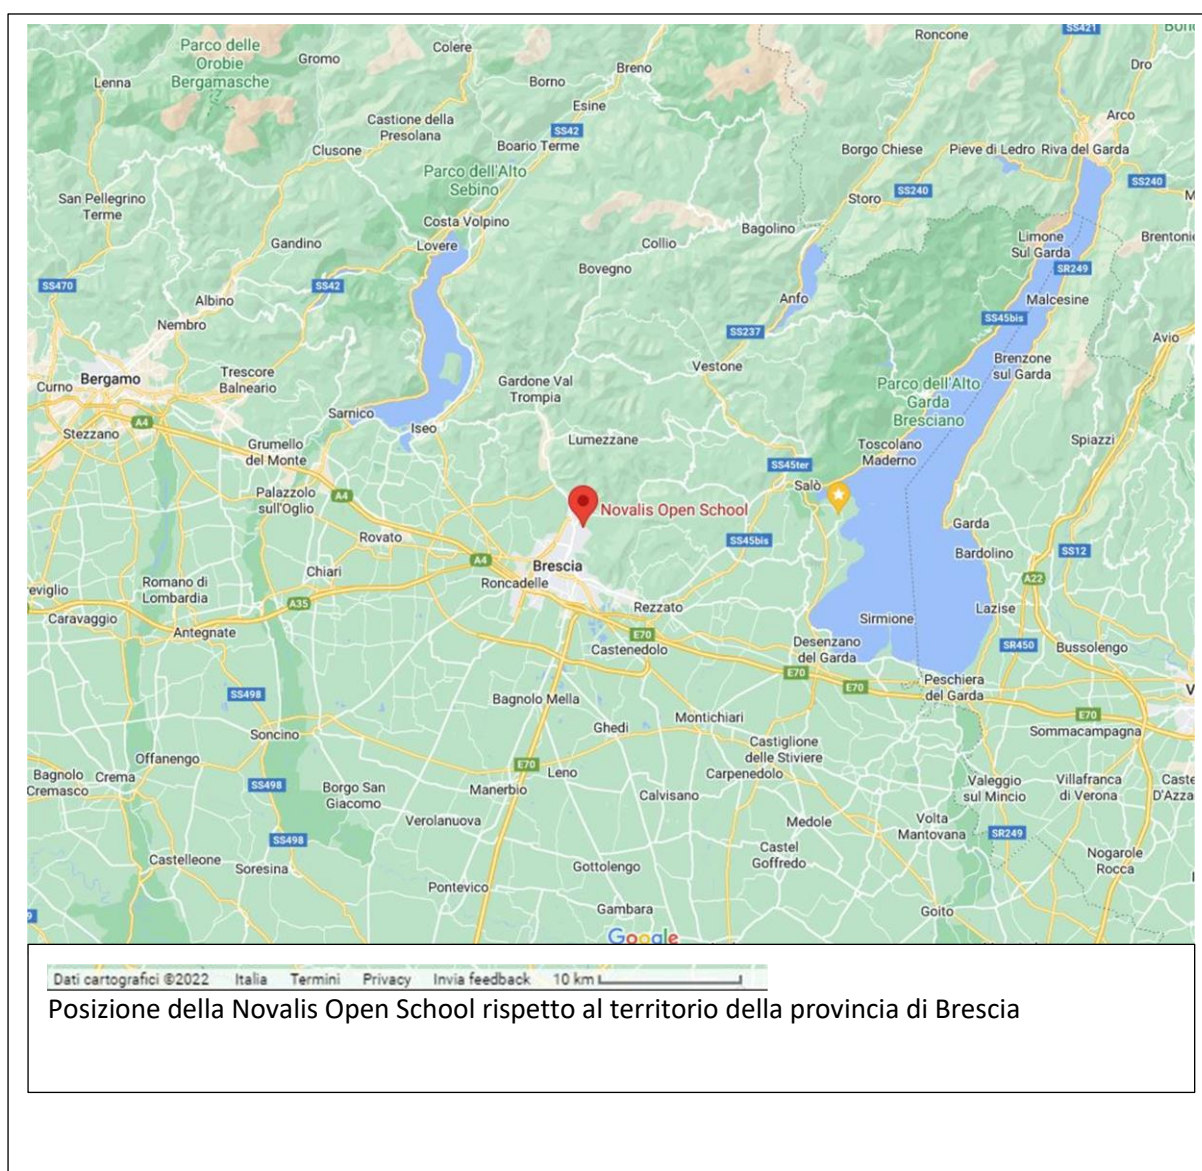 Parco delle
Orobie
Bergamasche
Gromo
Colere
Lenna
Borno
Breno
Esine
Roncone
SS421
Dro
Castione della
Presolana
SS42
Boario Terme
Clusone
Arco
Borgo Chiese
Pieve di Ledro
Riva del Garda
Parco dell'Alto
Sebino
SS240
SS240
San Pellegrino
Terme
Storo
Costa Volpino
Bagolino
Gandino
Lovere
Collio
Limone
Sul Garda
Brentoni
Bovegno
SR249
SS470
SS42
Albino
Anfo
Malcesine
Nembro
SS45bis
SS237
Avio
Bergamo
Curno
Trescore
Balneario
Gardone Val
Trompia
Vestone
Brenzone
sul Garda
Parco dell'Alto
Garda
Bresciano
Sarnico
A4
Iseo
Stezzano
Lumezzane
Toscolano
Maderno
Spiazzi
Grumello
del Monte
SS45ter
Salò
Palazzolo
sull'Oglio
A4
Novalis Open School
Garda
Rovato
SS45bis
Bardolino
SS12
A4
Brescia
Chiari
Roncadelle
A22
Romano di
Lombardia
eviglio
Caravaggio
A35
Rezzato
Lazise
Sirmione
Antegnate
E70
Castenedolo
Desenzano
del Garda
SR450
Bussolengo
E70
E70
Peschiera
del Garda
V
SS498
Bagnolo Mella
Ghedi
Montichiari
E70
Sommacampagna
Soncino
Castiglione
delle Stiviere
Offanengo
E70
Leno
Carpenedolo
Bagnolo
Cremasco
Crema
SS498
Borgo San
Giacomo
Manerbio
Calvisano
Valeggio
sul Mincio
Villafranca
di Verona
Caste
D'Azza
Verolanuova
Medole
Volta
Mantovana
SR249
SS498
Castelleone
Soresina
Gottolengo
Castel
Goffredo
Nogarole
Rocca
Pontevico
Gambara
Goito
9
Google
Dati cartografici ©2022 Italia Termini Privacy Invia feedback 10 km
Posizione della Novalis Open School rispetto al territorio della provincia di Brescia